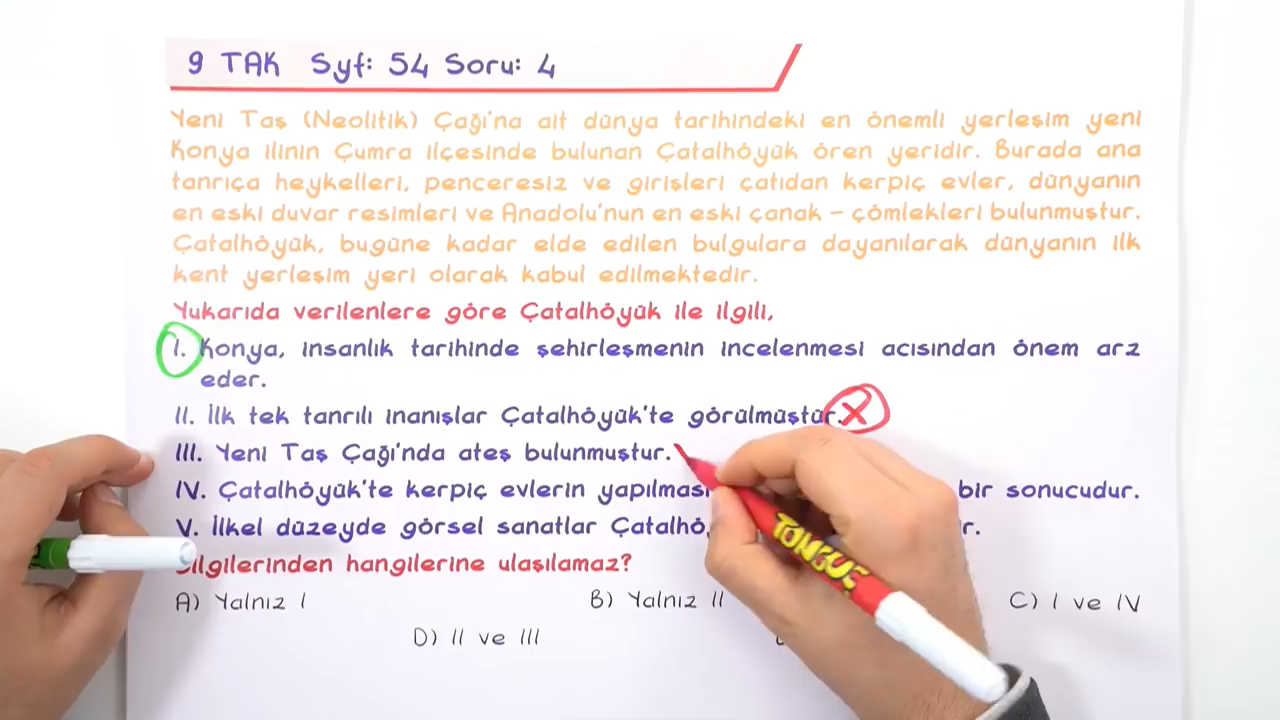 9 TAK Syf: 54 Soru: 4
Yeni Taş (Neolitik) Çağı'na ait dünya tarihindeki en önemli yerleşim yeni
Konya ilinin Çumra ilçesinde bulunan Çatalhöyük ören yeridir. Burada ana
tanrıça heykelleri, penceresiz ve girişleri çatıdan kerpiç evler, dünyanın
en eski duvar resimleri ve Anadolu'nun en eski çanak – çömlekleri bulunmuştur.
Çatalhöyük, bugüne kadar elde edilen bulgulara dayanılarak dünyanın ilk
kent yerleşim yeri olarak kabul edilmektedir.
Yukarıda verilenlere göre Çatalhöyük ile ilgili,
I. Konya, insanlık tarihinde şehirleşmenin incelenmesi acısından önem arz
eder.
II. İlk tek tanrılı inanışlar Çatalhöyük'te görülmüştür.
III. Yeni Taş Çağı'nda ateş bulunmuştur.
IV. Çatalhöyük'te kerpiç evlerin yapılması bir sonucudur.
V. İlkel düzeyde görsel sanatlar
bilgilerinden hangilerine ulaşılamaz?
A) Yalnız I B) Yalnız II C) I ve IV
D) II ve III
TONGUÇ